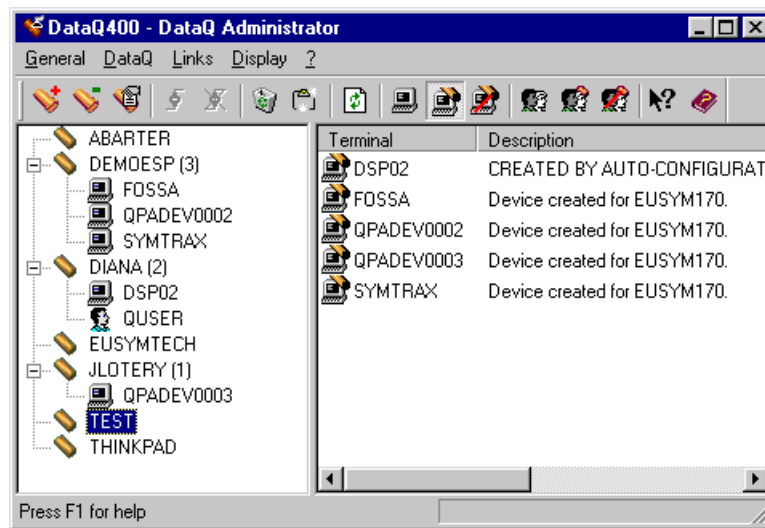 DataQ400 - DataQ Administrator
General DataQ Links Display ?
ABARTER
DEMOESP (3)
FOSSA
QPADEV0002
SYMTRAX
DIANA (2)
DSP02
QUSER
EUSYMTECH
JLOTERY (1)
QPADEV0003
TEST
THINKPAD
Terminal Description
DSP02 CREATED BY AUTO-CONFIGURAT
FOSSA Device created for EUSYM170.
QPADEV0002 Device created for EUSYM170.
QPADEV0003 Device created for EUSYM170.
SYMTRAX Device created for EUSYM170.
Press F1 for help